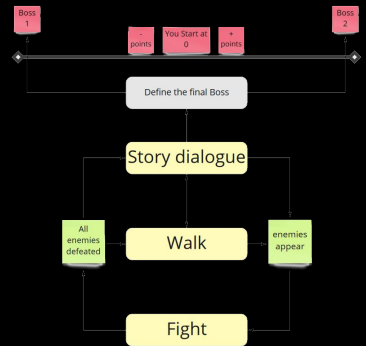 Boss
1
-
points
You Start at
0
+
points
Boss
2
Define the final Boss
Story dialogue
All
enemies
defeated
Walk
enemies
appear
Fight